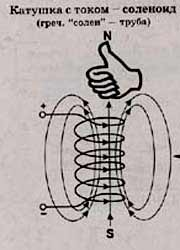 Катушка с током – соленоид
(греч. "солен" – труба)
N
+
–
S